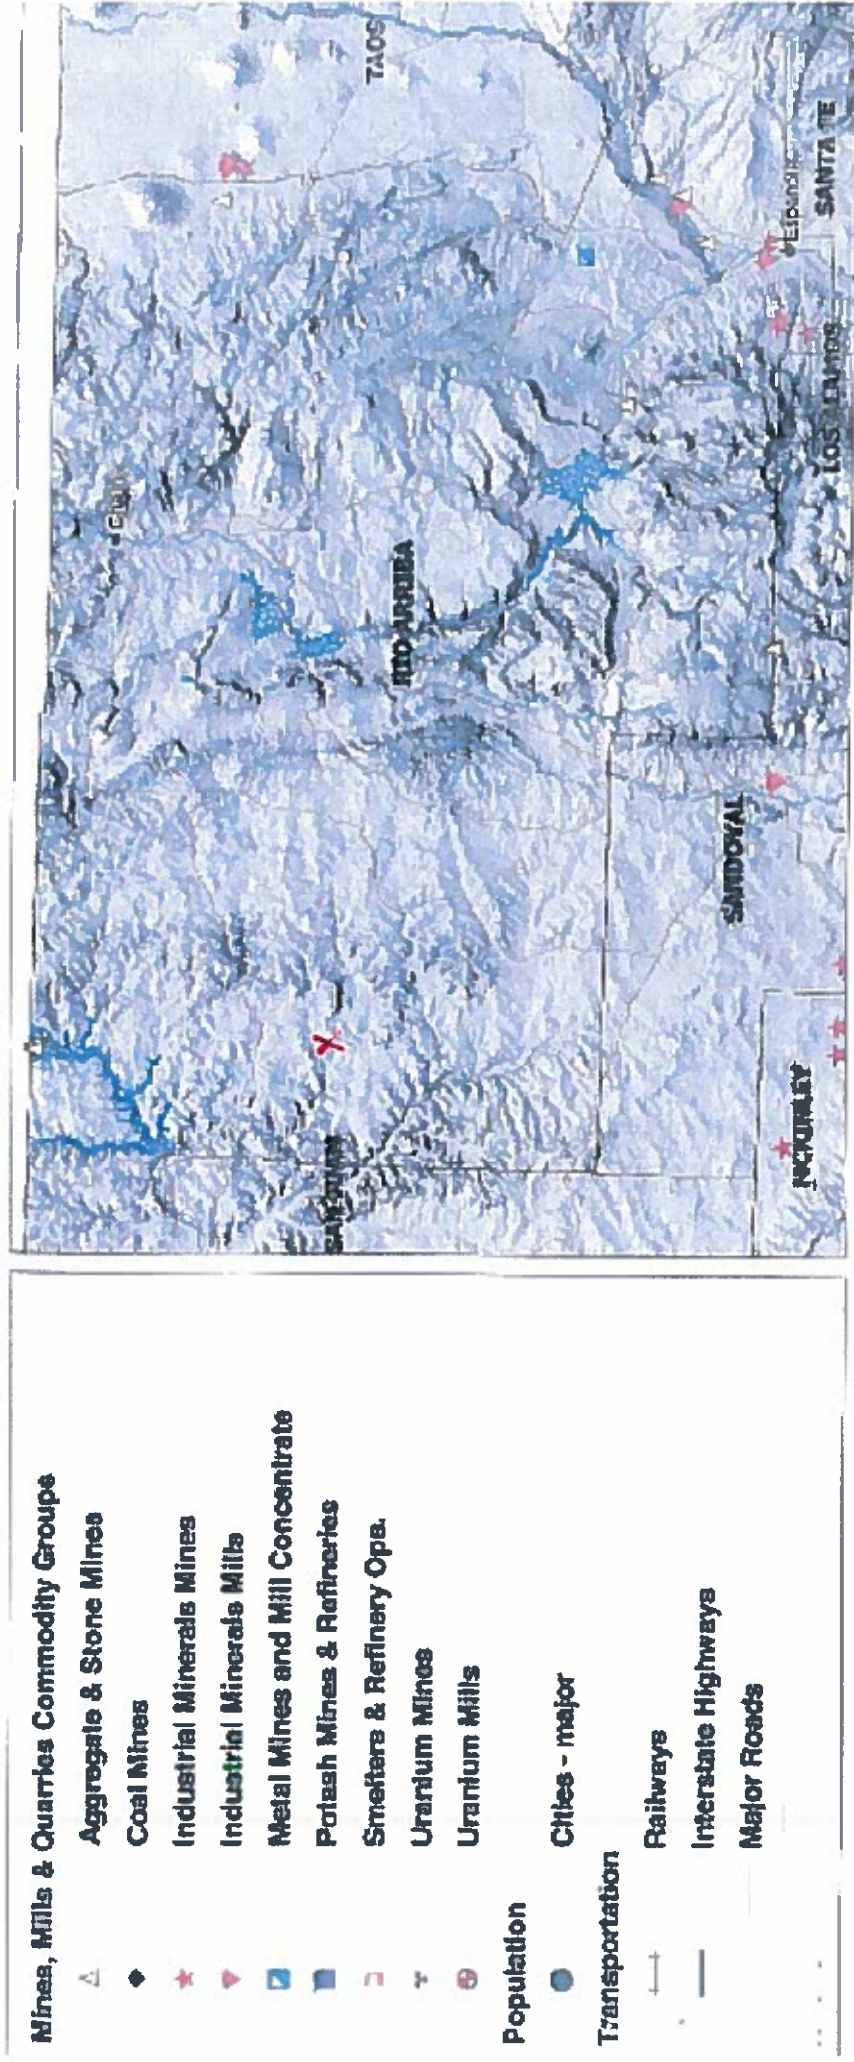 Mines, Mills & Quarries Commodity Groups
Aggregate & Stone Mines
Coal Mines
Industrial Minerals Mines
Industrial Minerals Mills
Metal Mines and Mill Concentrate
Potash Mines & Refineries
Smelters & Refinery Ops.
Uranium Mines
Uranium Mills
Population
Cities - major
Transportation
Railways
Interstate Highways
Major Roads
TAOS
RIO ARRIBA
SAN JUAN
SANDOVAL
MCKINLEY
LOS ALAMOS
SANTA FE